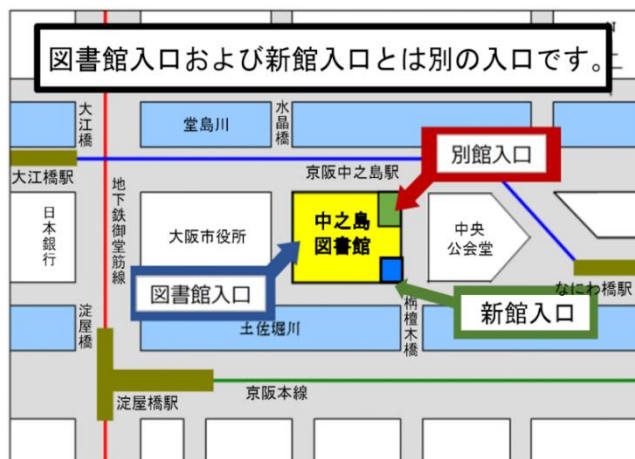 図書館入口および新館入口とは別の入口です。
N
大江橋
堂島川
水晶橋
別館入口
大江橋駅
京阪中之島駅
日本銀行
地下鉄御堂筋線
大阪市役所
中之島
図書館
中央
公会堂
図書館入口
なにわ橋駅
新館入口
淀屋橋
土佐堀川
栴檀木橋
淀屋橋駅
京阪本線